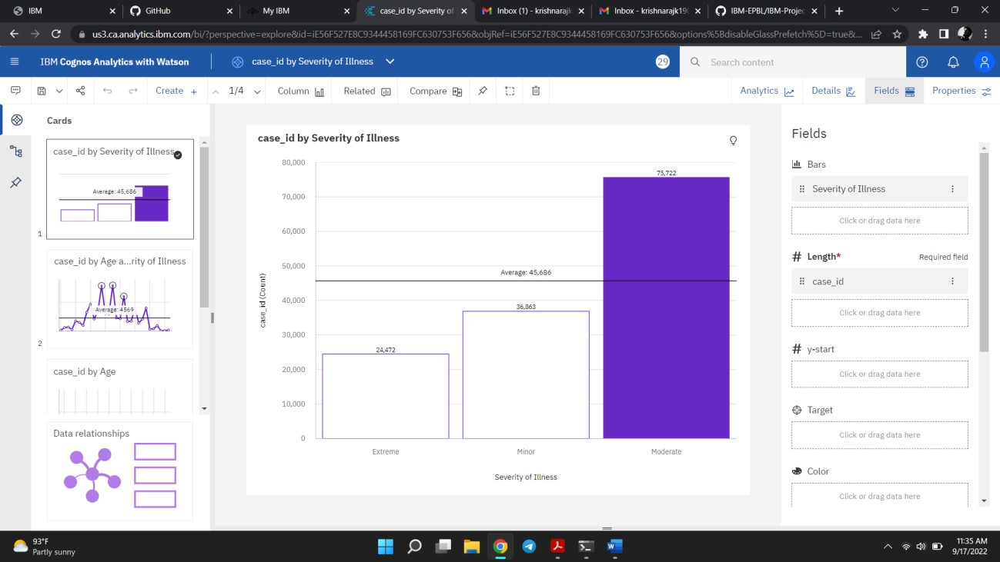 IBM
GitHub
My IBM
case_id by Severity of
Inbox (1) - krishnarajk
Inbox - krishnarajk19
IBM-EPBL/IBM-Projec
us3.ca.analytics.ibm.com/bi/?perspective=explore&id=iE56F527E8C9344458169FC630753F656&objRef=iE56F527E8C9344458169FC630753F656&options%5BdisableGlassPrefetch%5D=true&...
IBM Cognos Analytics with Watson
case_id by Severity of Illness
29
Search content
Create +
1/4
Column
Related
Compare
Analytics
Details
Fields
Properties
Cards
case_id by Severity of Illness
Average: 45,686
1
case_id by Age a...rity of Illness
Average: 4569
2
case_id by Age
Data relationships
case_id by Severity of Illness
80,000
75,722
70,000
60,000
50,000
Average: 45,686
40,000
36,863
30,000
24,472
20,000
10,000
0
case_id (Count)
Extreme
Minor
Moderate
Severity of Illness
Fields
Bars
Severity of Illness
Click or drag data here
# Length*
Required field
case_id
Click or drag data here
# y-start
Click or drag data here
Target
Click or drag data here
Color
Click or drag data here
93°F
Partly sunny
11:35 AM
9/17/2022